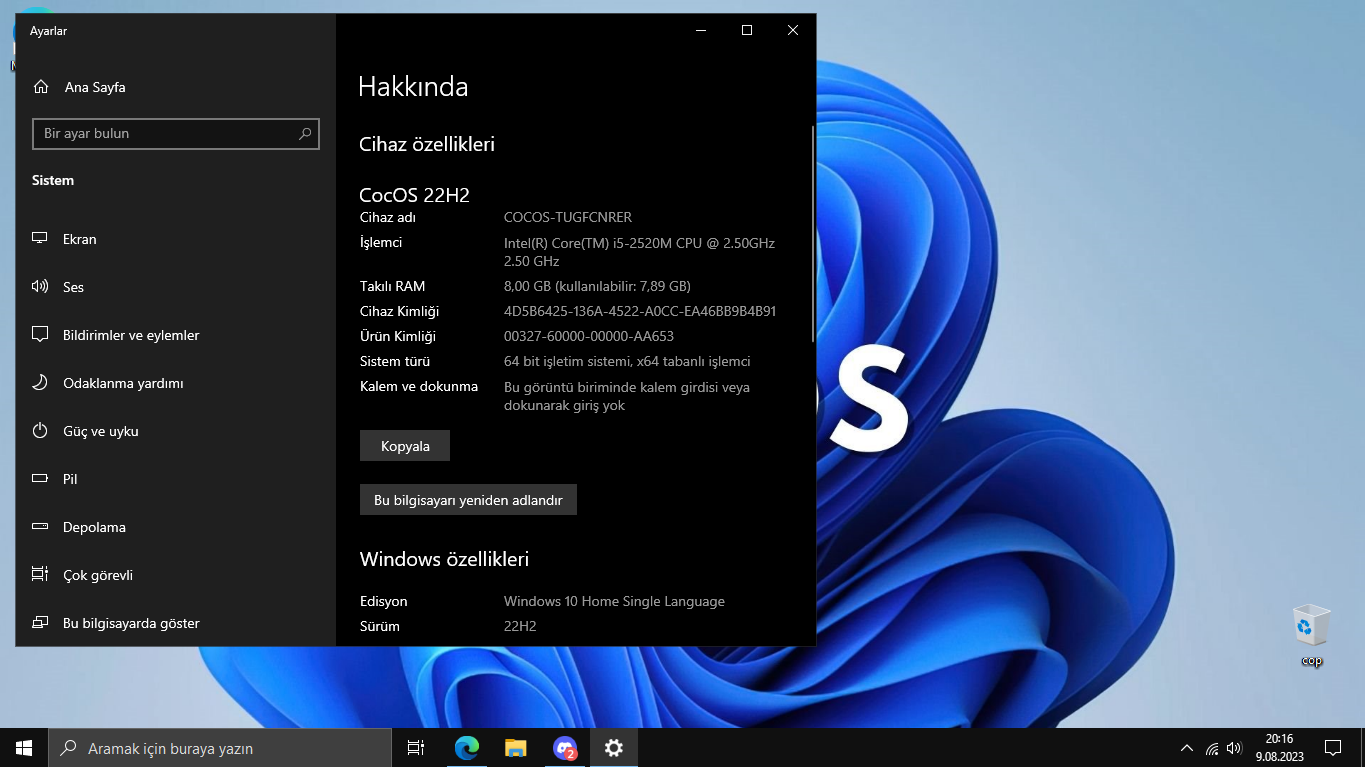 Ayarlar
Ana Sayfa
Bir ayar bulun
Sistem
Ekran
Ses
Bildirimler ve eylemler
Odaklanma yardımı
Güç ve uyku
Pil
Depolama
Çok görevli
Bu bilgisayarda göster
Hakkında
Cihaz özellikleri
CocOS 22H2
Cihaz adı COCOS-TUGFCNRER
İşlemci Intel(R) Core(TM) i5-2520M CPU @ 2.50GHz
2.50 GHz
Takılı RAM 8,00 GB (kullanılabilir: 7,89 GB)
Cihaz Kimliği 4D5B6425-136A-4522-A0CC-EA46BB9B4B91
Ürün Kimliği 00327-60000-00000-AA653
Sistem türü 64 bit işletim sistemi, x64 tabanlı işlemci
Kalem ve dokunma Bu görüntü biriminde kalem girdisi veya
dokunarak giriş yok
Kopyala
Bu bilgisayarı yeniden adlandır
Windows özellikleri
Edisyon Windows 10 Home Single Language
Sürüm 22H2
S
cop
Aramak için buraya yazın
2
20:16
9.08.2023